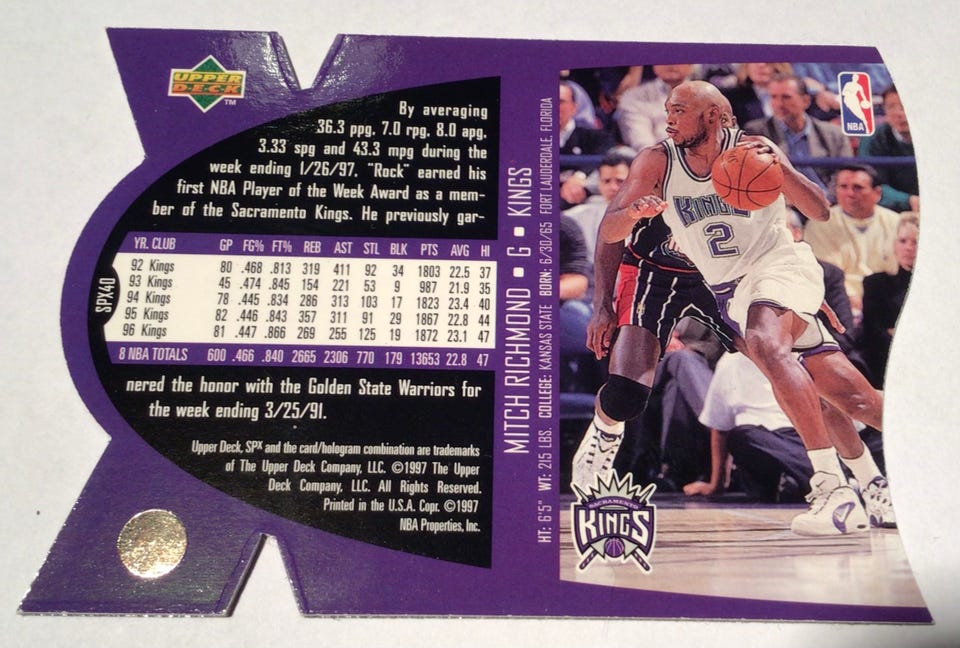 UPPER
DECK
TM
By averaging
36.3 ppg, 7.0 rpg, 8.0 apg,
3.33 spg and 43.3 mpg during the
week ending 1/26/97, "Rock" earned his
first NBA Player of the Week Award as a mem-
ber of the Sacramento Kings. He previously gar-
YR. CLUB GP FG% FT% REB AST STL BLK PTS AVG HI
92 Kings 80 .468 .813 319 411 92 34 1803 22.5 37
93 Kings 45 .474 .845 154 221 53 9 987 21.9 35
94 Kings 78 .445 .834 286 313 103 17 1823 23.4 40
95 Kings 82 .446 .843 357 311 91 29 1867 22.8 44
96 Kings 81 .447 .866 269 255 125 19 1872 23.1 47
8 NBA TOTALS 600 .466 .840 2665 2306 770 179 13653 22.8 47
SPX40
nered the honor with the Golden State Warriors for
the week ending 3/25/91.
Upper Deck, SPX and the card/hologram combination are trademarks
of The Upper Deck Company, LLC. ©1997 The Upper
Deck Company, LLC. All Rights Reserved.
Printed in the U.S.A. Copr. ©1997
NBA Properties, Inc.
MITCH RICHMOND • G • KINGS
HT: 6'5" WT: 215 LBS. COLLEGE: KANSAS STATE BORN: 6/30/65 FORT LAUDERDALE, FLORIDA
NBA
KINGS
2
SACRAMENTO
KINGS